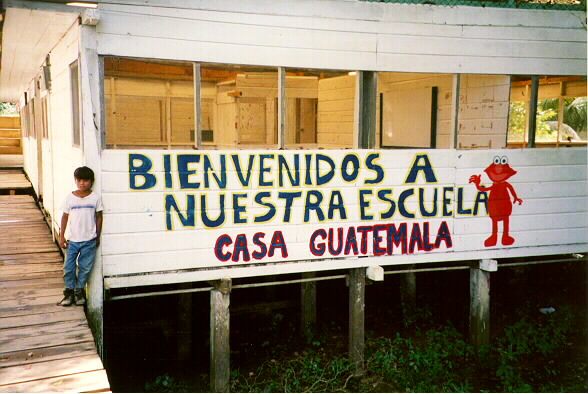 BIENVENIDOS A
NUESTRA ESCUELA
CASA GUATEMALA